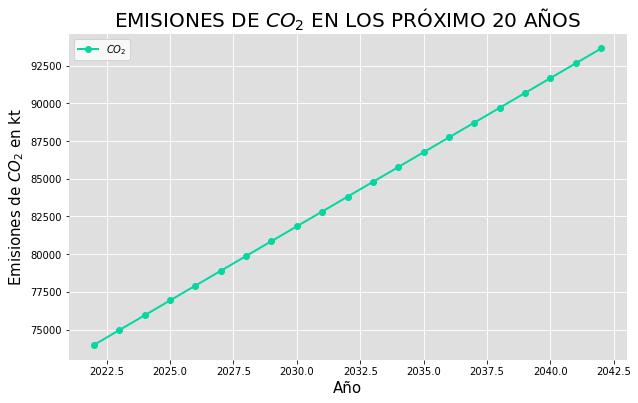 EMISIONES DE CO₂ EN LOS PRÓXIMO 20 AÑOS
CO₂
Emisiones de CO₂ en kt
92500
90000
87500
85000
82500
80000
77500
75000
2022.5 2025.0 2027.5 2030.0 2032.5 2035.0 2037.5 2040.0 2042.5
Año